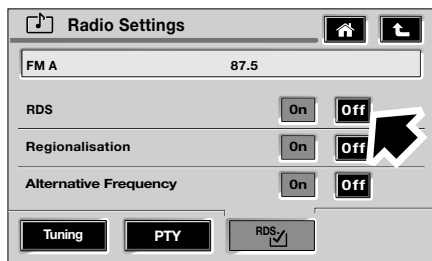 Radio Settings
FM A 87.5
RDS On Off
Regionalisation On Off
Alternative Frequency On Off
Tuning PTY RDS